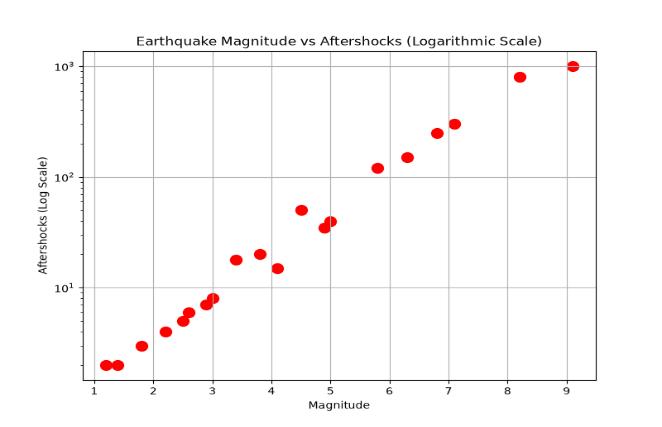 Earthquake Magnitude vs Aftershocks (Logarithmic Scale)
Aftershocks (Log Scale)
10³
10²
10¹
1 2 3 4 5 6 7 8 9
Magnitude